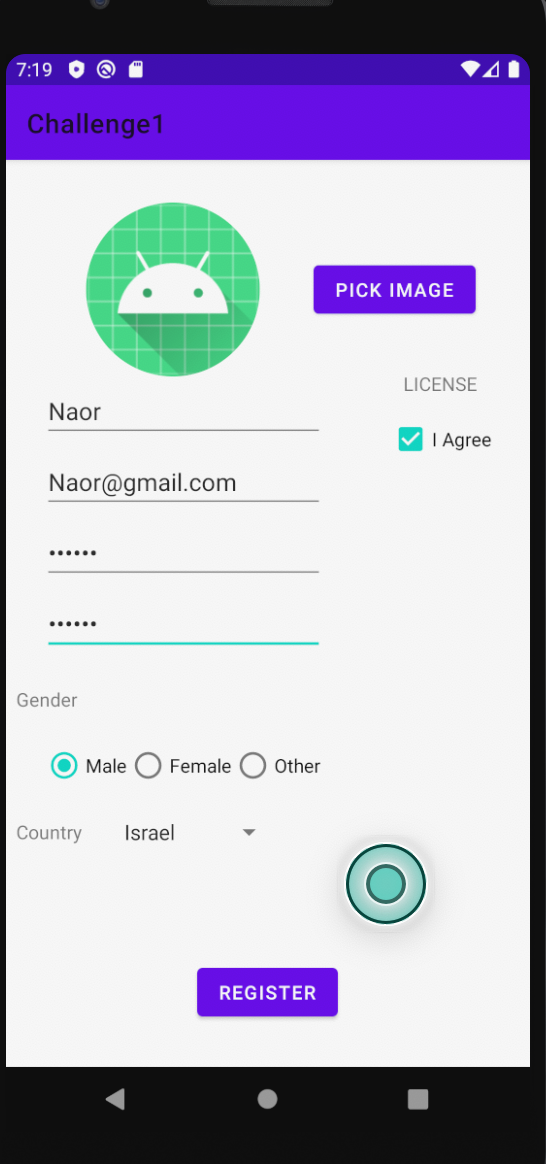 7:19
Challenge1
PICK IMAGE
LICENSE
I Agree
Naor
Naor@gmail.com
••••••
••••••
Gender
Male Female Other
Country Israel
REGISTER